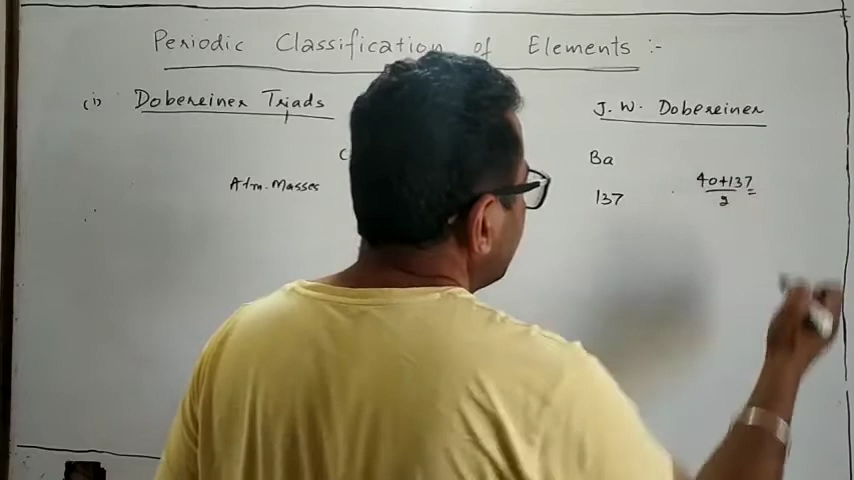 Periodic Classification of Elements :-
(i) Dobereiner Triads J. W. Dobereiner
Ba
Atm. Masses 137 40+137
2 =